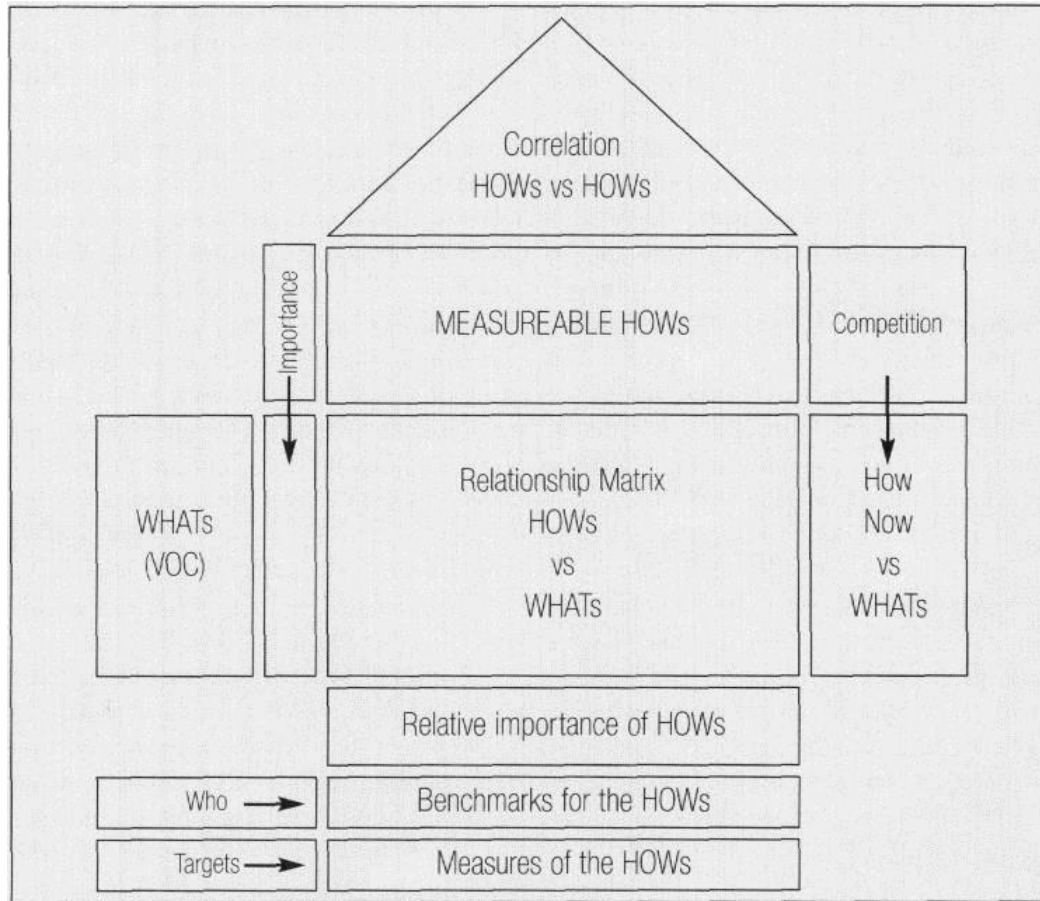 Correlation
HOWs vs HOWs
Importance
MEASUREABLE HOWs
Competition
WHATs
(VOC)
Relationship Matrix
HOWs
vs
WHATs
How
Now
vs
WHATs
Relative importance of HOWs
Who
Benchmarks for the HOWs
Targets
Measures of the HOWs